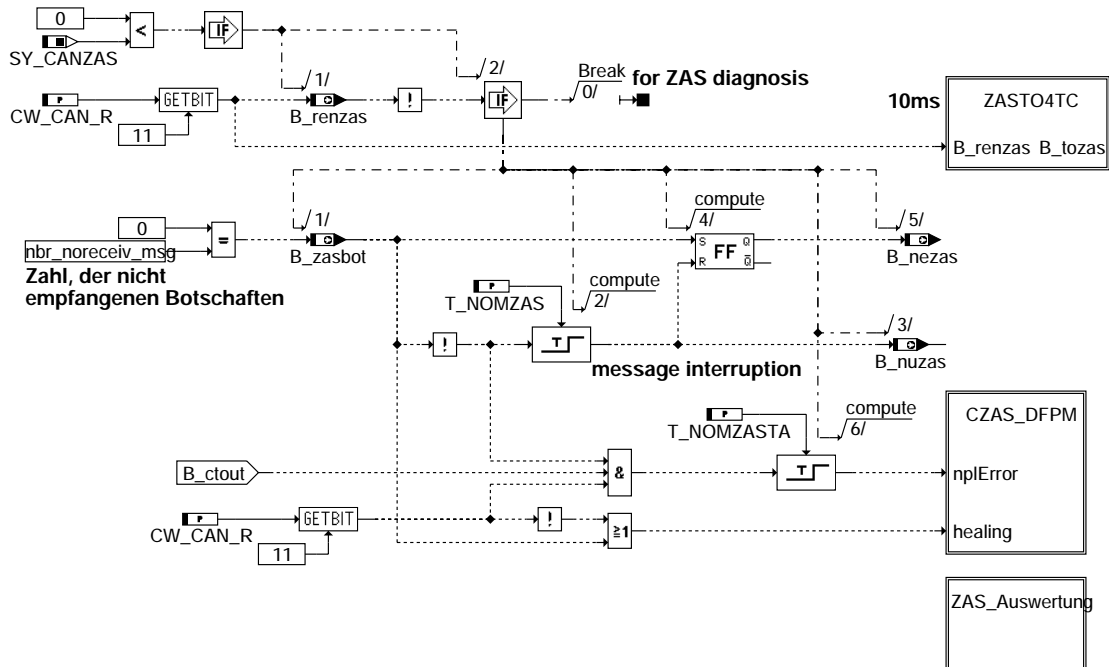 0
<
IF
SY_CANZAS
1/
2/
Break
0/
for ZAS diagnosis
P
CW_CAN_R
GETBIT
11
B_renzas
!
IF
10ms
ZASTO4TC
B_renzas B_tozas
0
nbr_noreceiv_msg
=
1/
B_zasbot
Zahl, der nicht
empfangenen Botschaften
compute
4/
S Q
FF
R Q
5/
B_nezas
P
T_NOMZAS
compute
2/
!
T
message interruption
3/
B_nuzas
P
T_NOMZASTA
compute
6/
T
CZAS_DFPM
nplError
healing
B_ctout
&
P
CW_CAN_R
GETBIT
11
!
≥1
ZAS_Auswertung